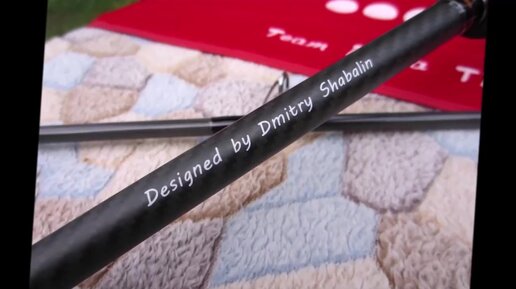 Team
Designed by Dmitry Shabalin